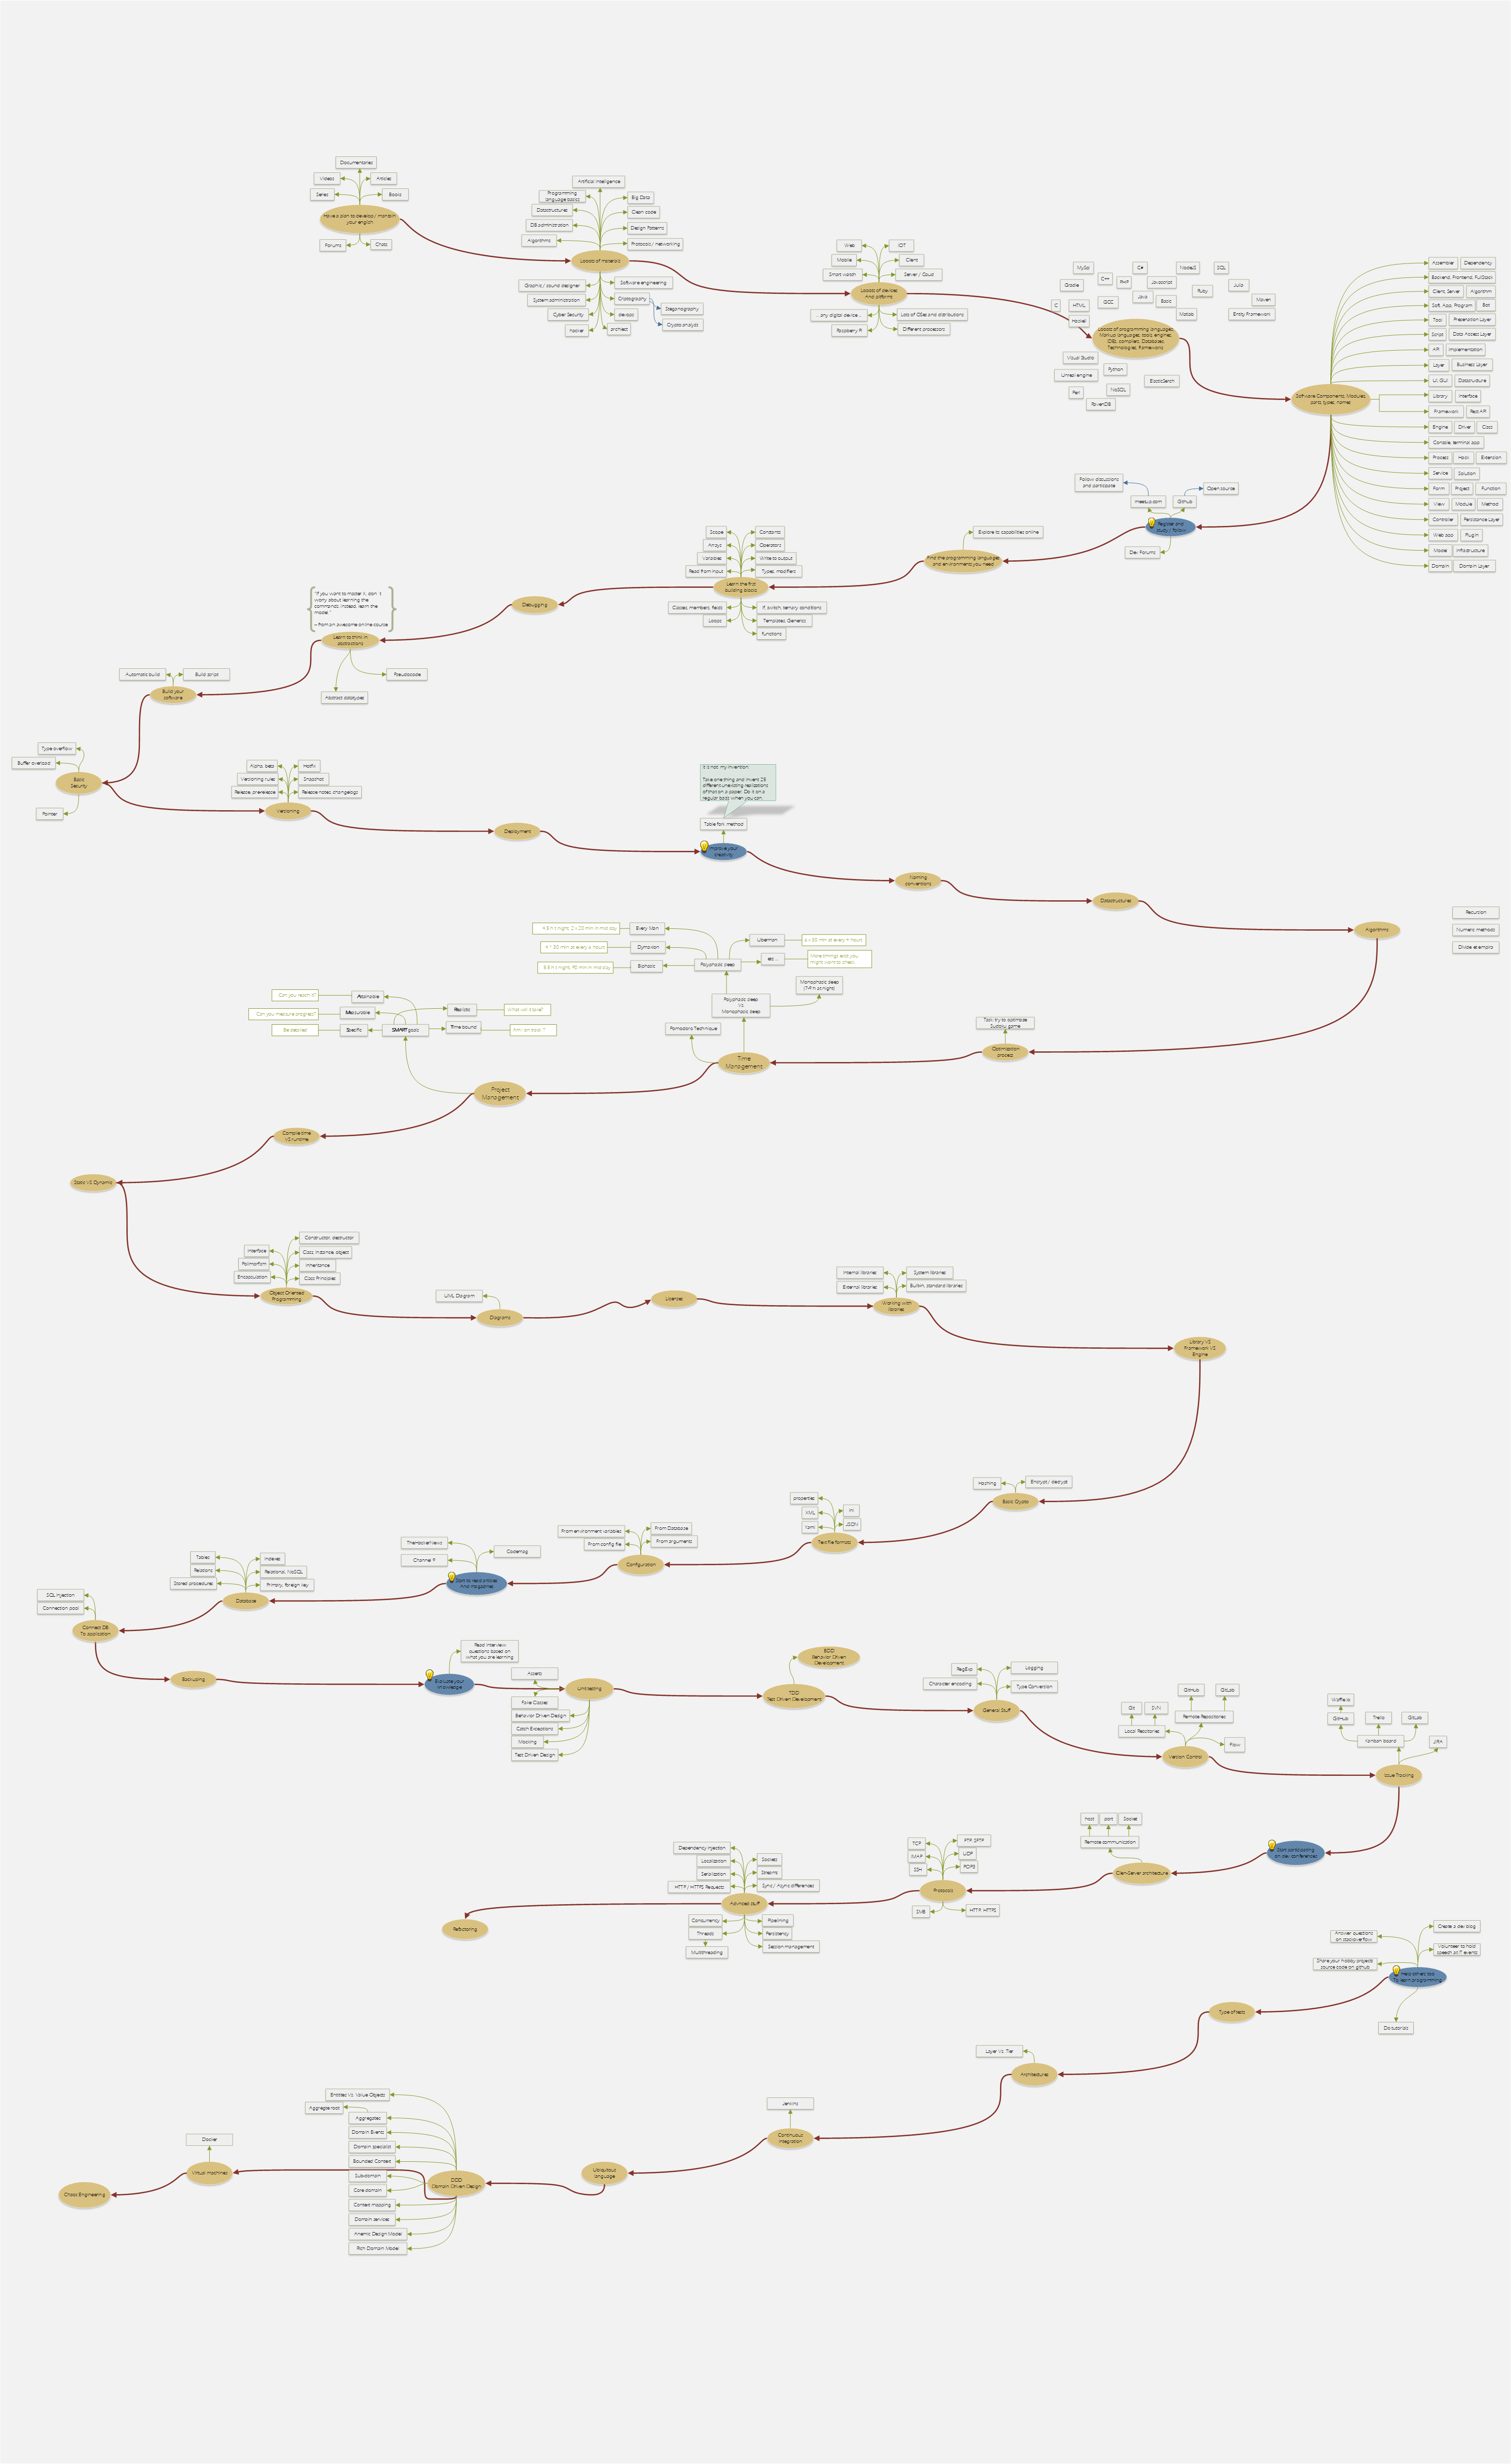 Documentaries
Videos
Articles
Series
Books
Have a plan to develop / maintain
your english
Forums
Chats
Artificial Intelligence
Programming
language basics
Big Data
Datastructures
Clean code
DB administration
Design Patterns
Algorithms
Protocols / networking
Looots of materials
Graphic / sound designer
Software engineering
System administration
Criptography
Steganography
Cyber Security
devops
Crypto analyst
hacker
architect
Web
IOT
Mobile
Client
Smart watch
Server / Cloud
Looots of devices
And platforms
... any digital device ...
Lots of OSes and distributions
Raspberry PI
Different processors
MySql
C#
NodeJS
SQL
Gradle
C++
PHP
Javascript
Ruby
Julia
C
HTML
GCC
Java
Basic
Maven
Haskel
Matlab
Entity Framework
Looots of programming languages,
Markup languages, tools, engines,
IDEs, compilers, Databases,
Technologies, frameworks
Visual Studio
Python
Unreal engine
ElasticSerch
Perl
NoSQL
RavenDB
Assembler
Dependency
Backend, Frontend, FullStack
Client, Server
Algorithm
Soft, App, Program
Bot
Tool
Presentation Layer
Script
Data Access Layer
API
Implementation
Layer
Business Layer
UI, GUI
Datastructure
Library
Interface
Framework
Rest API
Engine
Driver
Class
Console, terminal app
Process
Hook
Extension
Service
Solution
Form
Project
Function
View
Module
Method
Controller
Persistance Layer
Web app
Plugin
Model
Infrastructure
Domain
Domain Layer
Software Components, Modules,
parts, types, names
Follow discussions
and participate
Open source
meetup.com
Github
Register and
study / follow
Dev Forums
Explore to capabilities online
Find the programming languages
and environments you need
Scope
Constants
Arrays
Operators
Variables
Write to output
Read from input
Types, modifiers
Learn the first
building blocks
Classes, members, fields
If, switch, ternary conditions
Loops
Templates, Generics
functions
Debugging
"If you want to master X, don`t
worry about learning the
commands. Instead, learn the
model."
– from an awesome online course
Learn to think in
abstractions
Pseudocode
Abstract datatypes
Automatic build
Build script
Build your
software
Type overflow
Buffer overload
Basic
Security
Pointer
Alpha, beta
Hotfix
Versioning rules
Snapshot
Release, prerelease
Release notes, changelogs
Versioning
Deployment
It is not my invention!
Take one thing and invent 25
different unexisting realizations
of that on a paper. Do it on a
regular basis when you can.
Table fork method
Improve your
creativity
Naming
conventions
Datastructures
Algorithms
Recursion
Numeric methods
Divide et empira
4.5 h t night, 2 x 20 min in mid day
Every Man
4 * 30 min at every 6 hours
Dymaxion
5.5 h t night, 90 min in mid day
Biphasic
Uberman
6 x 30 min at every 4 hours
Polyphasic sleep
etc ...
More timings exist you
might want to check.
Polyphasic sleep
Vs.
Monophasic sleep
Monophasic sleep
(7-9 h at night)
Pomodoro Technique
Time
Management
Task: try to optimize
Sudoku game
Optimization
process
Can you reach it?
Attainable
Can you measure progress?
Measurable
Be detailed
Specific
SMART goals
Realistic
What will it take?
Time bound
Am I on track ?
Project
Management
Compile time
VS runtime
Static VS Dynamic
Constructor, destructor
Interface
Class, instance, object
Polimorfism
Inheritance
Encapsulation
Class Principles
Object Oriented
Programming
UML Diagram
Diagrams
Licenses
Internal libraries
System libraries
External libraries
Builtin, standard libraries
Working with
libraries
Library VS
Framework VS
Engine
Hashing
Encrypt / decrypt
Basic Crypto
properties
INI
XML
JSON
Yaml
Text file formats
From environment variables
From Database
From config file
From arguments
Configuration
TheHackerNews
Codemag
Channel 9
Start to read articles
And magazines
Tables
Indexes
Relations
Relational, NoSQL
Stored procedures
Primary, foreign key
Database
SQL injection
Connection pool
Connect DB
To application
Backuping
Read interview
questions based on
what you are learning
Evaluate your
knowledge
Asserts
Fake Classes
Behavior Driven Design
Catch Exceptions
Mocking
Test Driven Design
Unit testing
BDD
Behavior Driven
Development
TDD
Test Driven Development
RegExp
Logging
Character encoding
Type Conversion
General Stuff
GitHub
GitLab
Git
SVN
Remote Repositories
Local Repositories
Flow
Version Control
Waffle.io
GitHub
Trello
GitLab
Kanban board
JIRA
Issue Tracking
Start participating
on dev conferences
host
port
Socket
Remote communication
Client-Server architecture
TCP
FTP, SFTP
IMAP
UDP
SSH
POP3
Protocols
SMB
HTTP, HTTPS
Dependency injection
Localization
Sockets
Serialization
Streams
HTTP / HTTPS Requests
Sync / Async differences
Advanced stuff
Concurrency
Pipelining
Threads
Persistency
Multithreading
Session management
Refactoring
Answer questions
on stackoverflow
Create a dev blog
Volunteer to hold
speech at IT events
Share your hobby projects
source code on github
Help others too
To learn programming
Do tutorials
Type of tests
Layer Vs. Tier
Architectures
Jenkins
Continuous
integration
Ubiquitous
language
Entities Vs. Value Objects
Aggregate root
Aggregates
Domain Events
Domain specialist
Bounded Context
Subdomain
Core domain
Context mapping
Domain services
Anemic Design Model
Rich Domain Model
DDD
Domain Driven Design
Docker
Virtual machines
Chaos Engineering